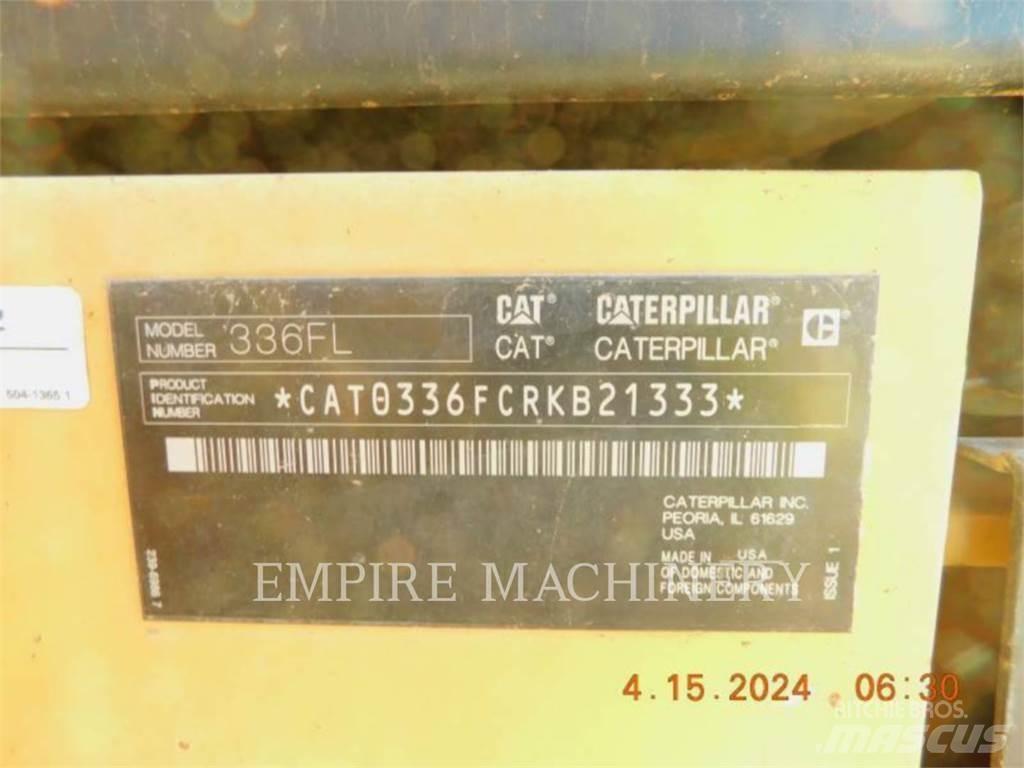 2
504-1365 1
CAT® CATERPILLAR®
CAT® CATERPILLAR®
MODEL NUMBER 336FL
PRODUCT IDENTIFICATION NUMBER *CAT0336FCRKB21333*
CATERPILLAR INC.
PEORIA, IL 61629
USA
MADE IN USA
OF DOMESTIC AND
FOREIGN COMPONENTS
ISSUE 1
EMPIRE MACHINERY
4.15.2024 06:30
RITCHIE BROS.
mascus